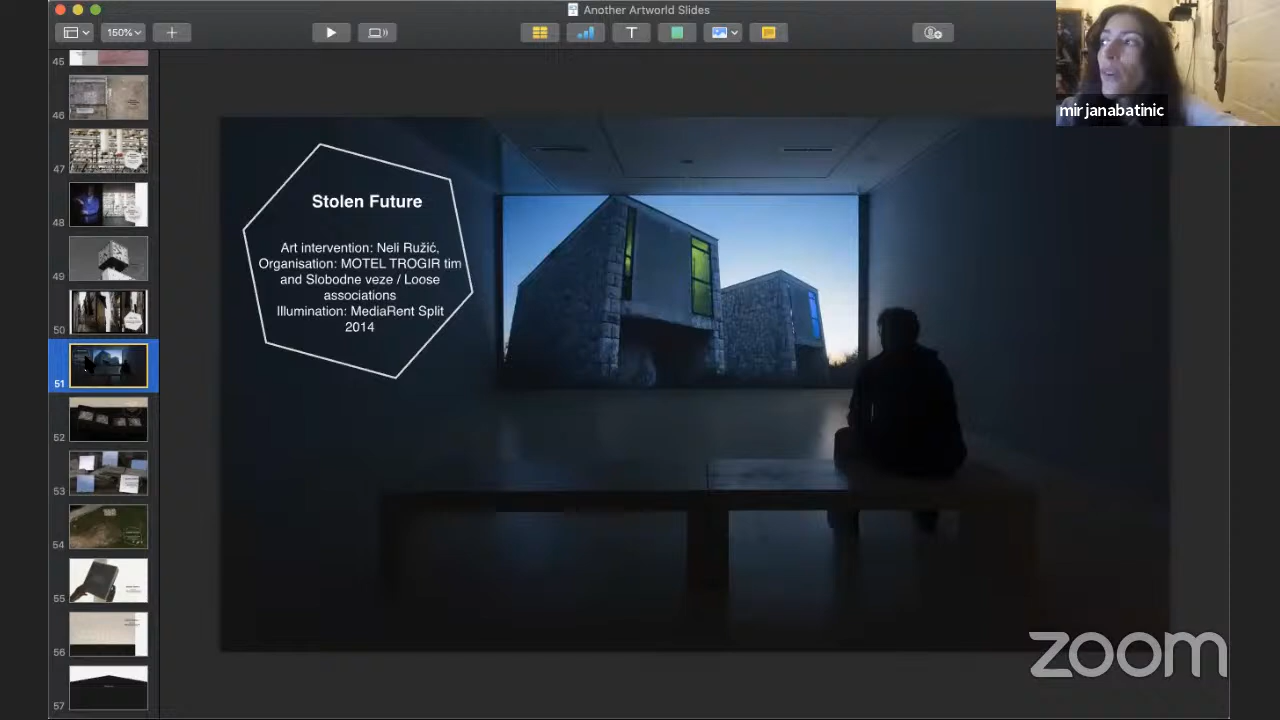 Another Artworld Slides
150%
mirjanabatinic
45
46
47
48
49
50
51
52
53
54
55
56
57
Stolen Future
Art intervention: Neli Ružić,
Organisation: MOTEL TROGIR tim
and Slobodne veze / Loose
associations
Illumination: MediaRent Split
2014
zoom